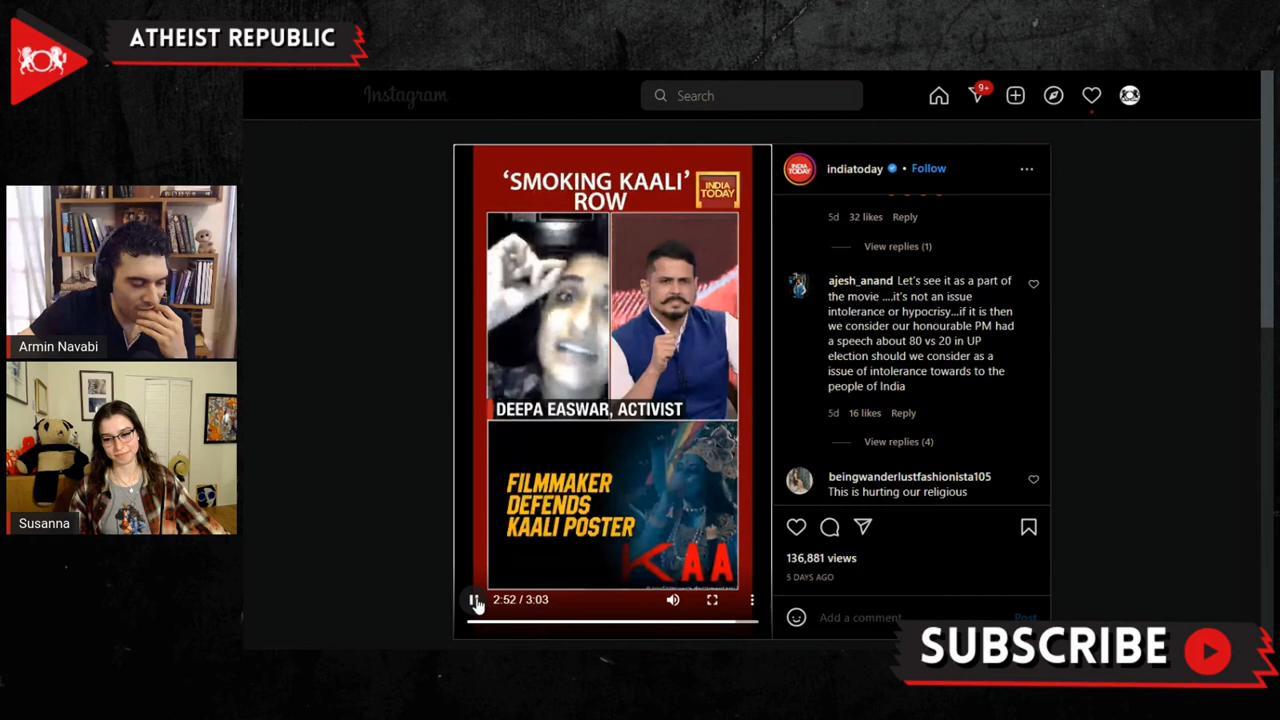 ATHEIST REPUBLIC
Instagram
Search
9+
'SMOKING KAALI'
ROW
INDIA
TODAY
DEEPA EASWAR, ACTIVIST
FILMMAKER
DEFENDS
KAALI POSTER
KAA
2:52 / 3:03
Armin Navabi
Susanna
INDIA
TODAY
indiatoday • Follow
5d 32 likes Reply
View replies (1)
ajesh_anand Let's see it as a part of
the movie ....it's not an issue
intolerance or hypocrisy...if it is then
we consider our honourable PM had
a speech about 80 vs 20 in UP
election should we consider as a
issue of intolerance towards to the
people of India
5d 16 likes Reply
View replies (4)
beingwanderlustfashionista105
This is hurting our religious
136,881 views
5 DAYS AGO
Add a comment...
Post
SUBSCRIBE